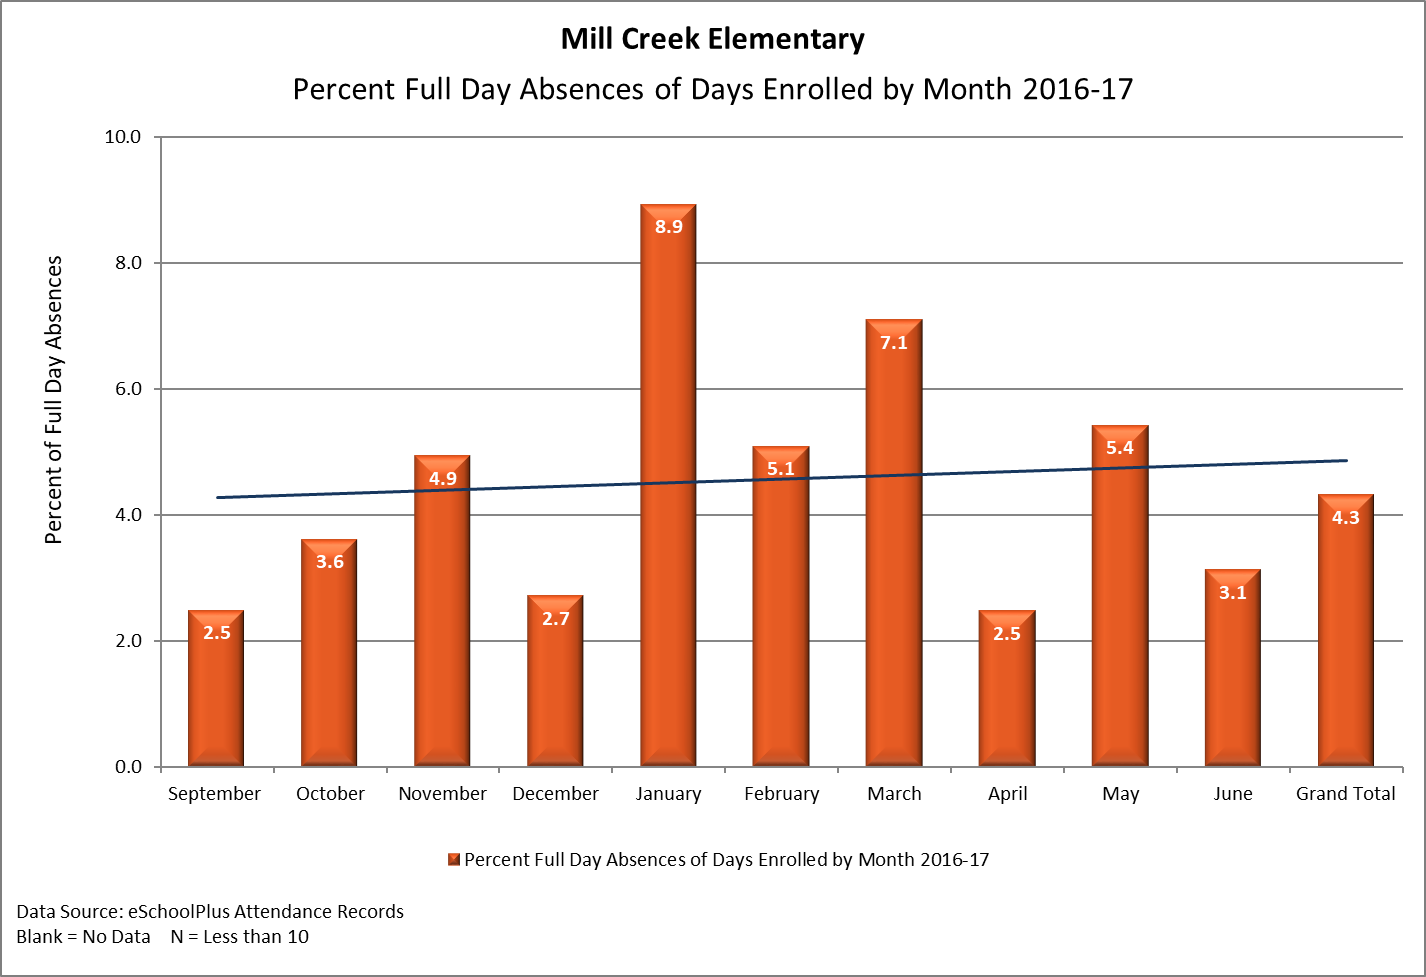 Mill Creek Elementary
Percent Full Day Absences of Days Enrolled by Month 2016-17
Percent of Full Day Absences
10.0
8.0
6.0
4.0
2.0
0.0
2.5
3.6
4.9
2.7
8.9
5.1
7.1
2.5
5.4
3.1
4.3
September
October
November
December
January
February
March
April
May
June
Grand Total
Percent Full Day Absences of Days Enrolled by Month 2016-17
Data Source: eSchoolPlus Attendance Records
Blank = No Data    N = Less than 10